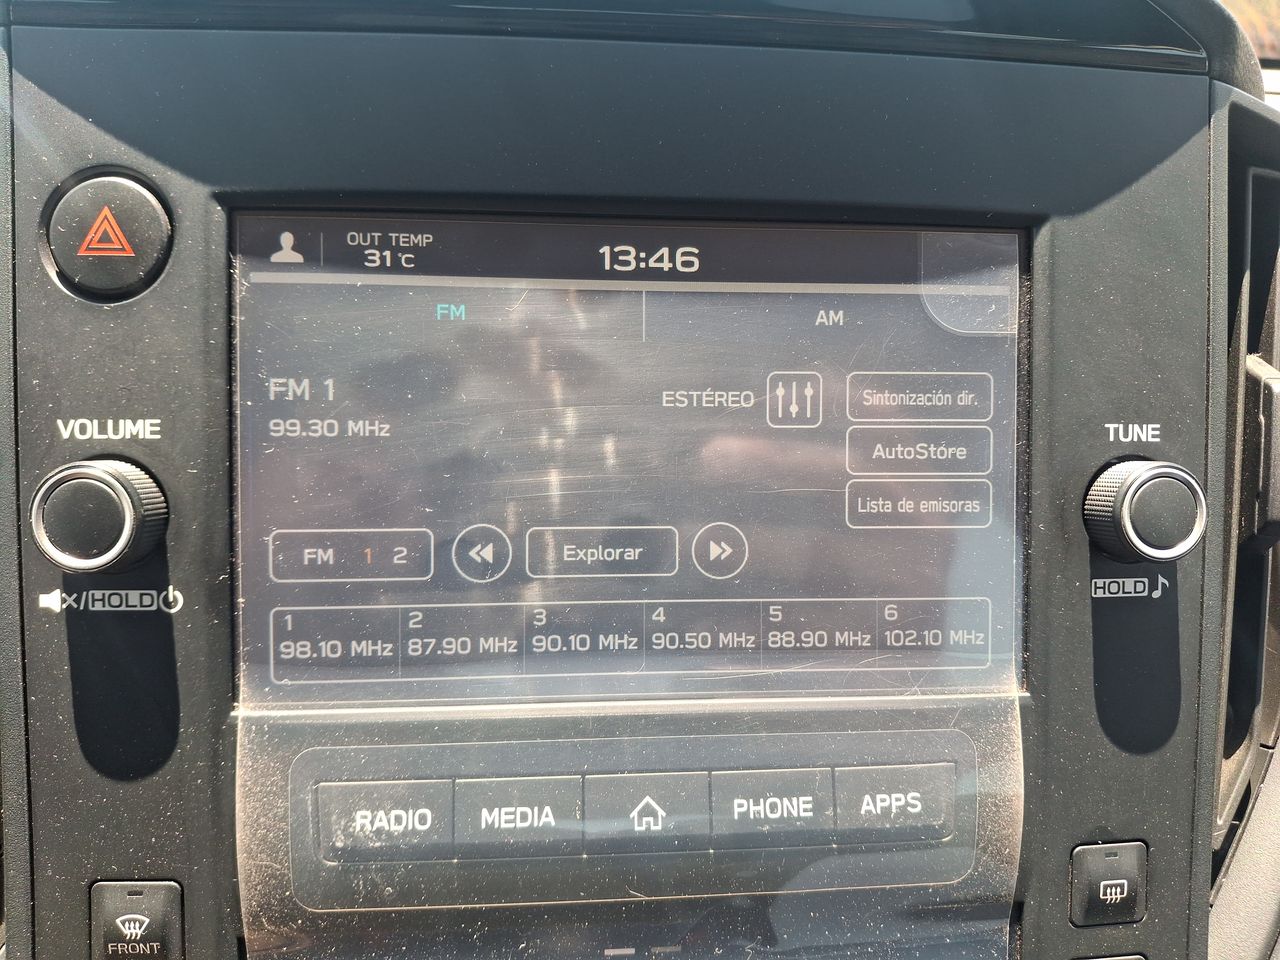 OUT TEMP
31°C
13:46
FM
AM
FM 1
99.30 MHz
ESTÉREO
Sintonización dir.
AutoStore
Lista de emisoras
VOLUME
TUNE
FM 1 2
Explorar
/HOLD
HOLD
1 2 3 4 5 6
98.10 MHz 87.90 MHz 90.10 MHz 90.50 MHz 88.90 MHz 102.10 MHz
RADIO MEDIA PHONE APPS
FRONT